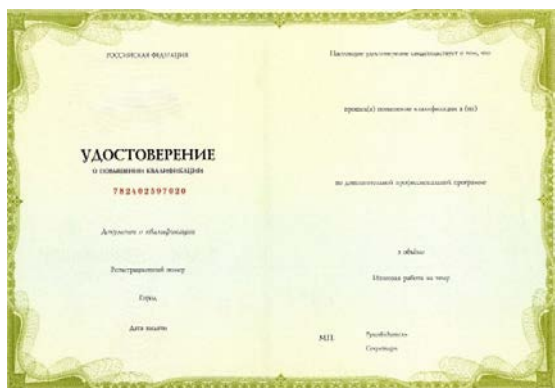 РОССИЙСКАЯ ФЕДЕРАЦИЯ
УДОСТОВЕРЕНИЕ
О ПОВЫШЕНИИ КВАЛИФИКАЦИИ
782402597020
Документ о квалификации
Регистрационный номер
Город
Дата выдачи
Настоящее удостоверение свидетельствует о том, что
прошел(а) повышение квалификации в (на)
по дополнительной профессиональной программе
в объёме
Итоговая работа на тему
М.П.
Руководитель
Секретарь